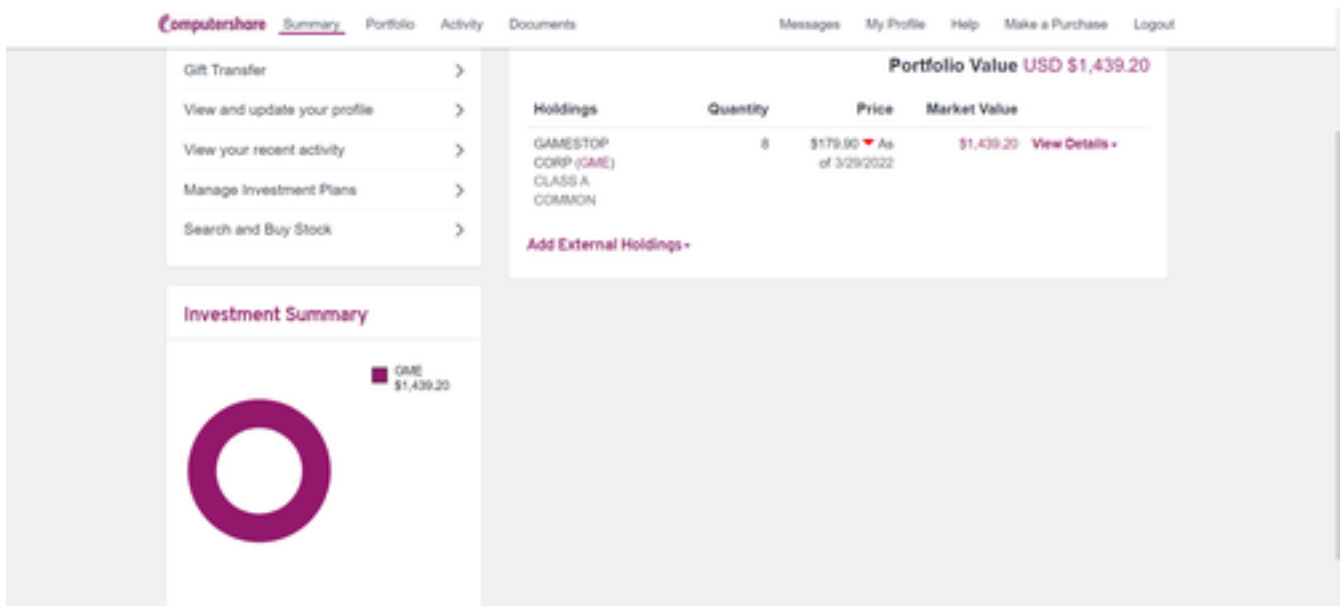 Computershare Summary Portfolio Activity Documents Messages My Profile Help Make a Purchase Logout
Gift Transfer
View and update your profile
View your recent activity
Manage Investment Plans
Search and Buy Stock
Portfolio Value USD $1,439.20
Holdings Quantity Price Market Value
GAMESTOP 8 $179.90 As $1,439.20 View Details
CORP (GME) of 3/29/2022
CLASS A
COMMON
Add External Holdings
Investment Summary
GME
$1,439.20